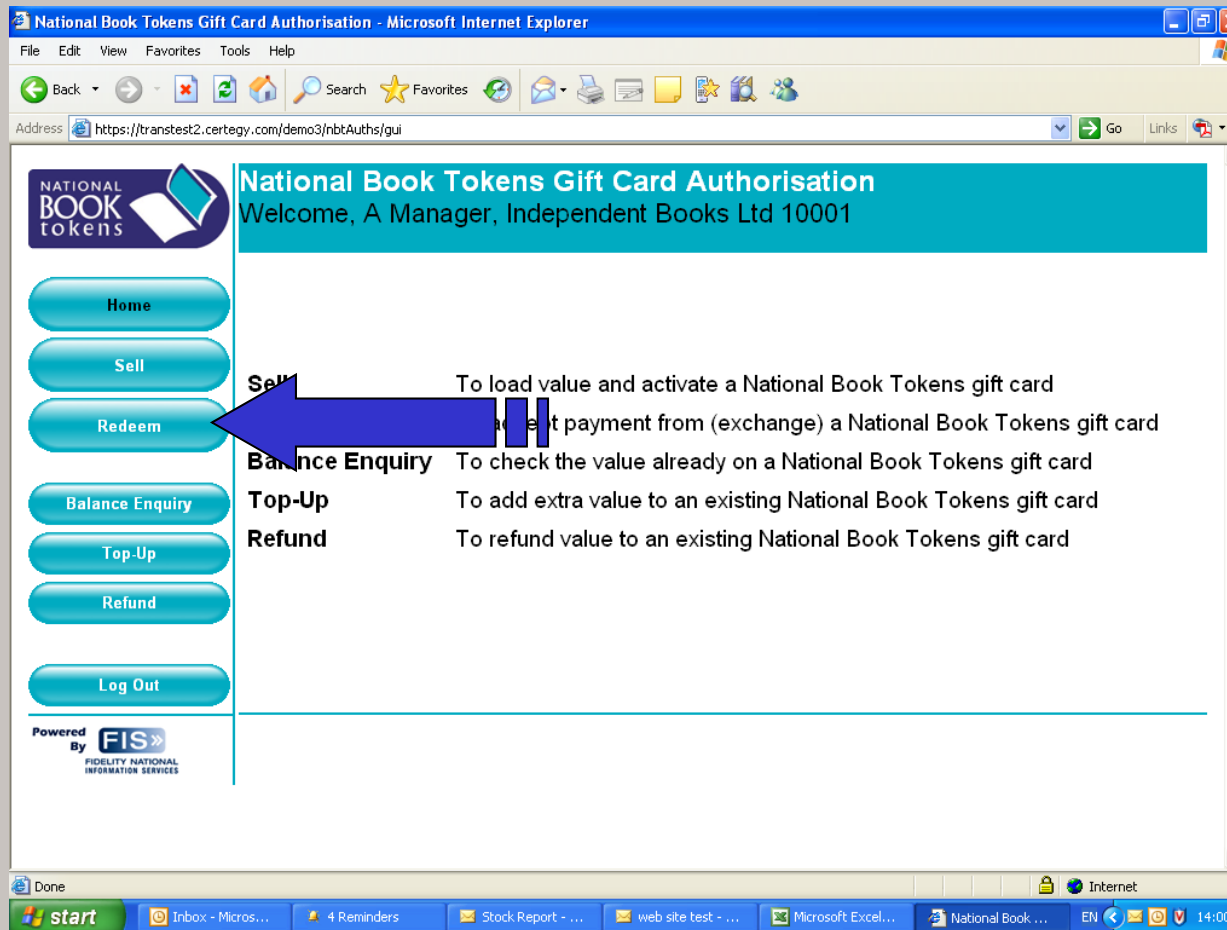 National Book Tokens Gift Card Authorisation - Microsoft Internet Explorer
File Edit View Favorites Tools Help
Back Search Favorites
Address https://transtest2.certegy.com/demo3/nbtAuths/gui Go Links
NATIONAL
BOOK
tokens
National Book Tokens Gift Card Authorisation
Welcome, A Manager, Independent Books Ltd 10001
Home
Sell
Redeem
Balance Enquiry
Top-Up
Refund
Log Out
Powered
By FIS
FIDELITY NATIONAL
INFORMATION SERVICES
Sell To load value and activate a National Book Tokens gift card
payment from (exchange) a National Book Tokens gift card
Balance Enquiry To check the value already on a National Book Tokens gift card
Top-Up To add extra value to an existing National Book Tokens gift card
Refund To refund value to an existing National Book Tokens gift card
Done Internet
start Inbox - Micros... 4 Reminders Stock Report - ... web site test - ... Microsoft Excel... National Book ... EN 14:00